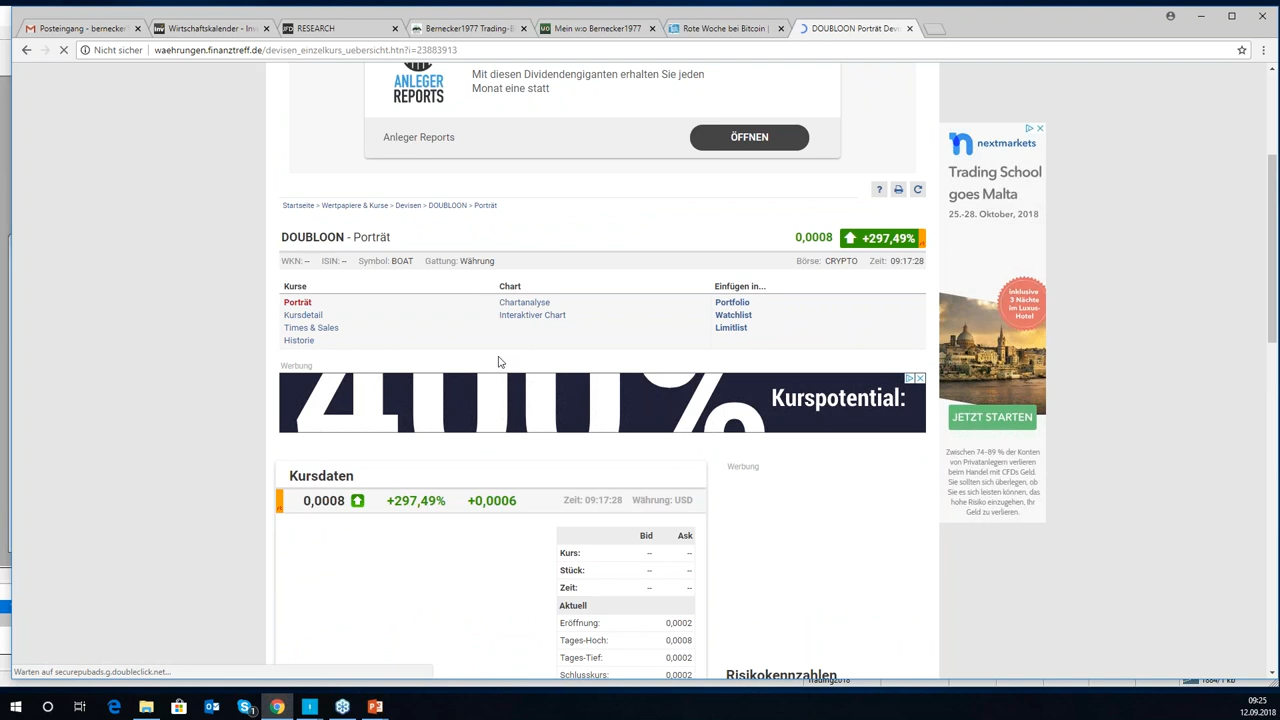 Posteingang - bernecker
Wirtschaftskalender - Inv
RESEARCH
Bernecker1977 Trading-E
Mein w:o Bernecker1977
Rote Woche bei Bitcoin |
DOUBLOON Porträt Dev
Nicht sicher
waehrungen.finanztreff.de/devisen_einzelkurs_uebersicht.htn?i=23883913
ANLEGER
REPORTS
Mit diesen Dividendengiganten erhalten Sie jeden
Monat eine statt
Anleger Reports
ÖFFNEN
?
Startseite > Wertpapiere & Kurse > Devisen > DOUBLOON > Porträt
DOUBLOON - Porträt
0,0008
+297,49%
WKN: -- ISIN: -- Symbol: BOAT Gattung: Währung
Börse: CRYPTO Zeit: 09:17:28
Kurse
Chart
Einfügen in...
Porträt
Chartanalyse
Portfolio
Kursdetail
Interaktiver Chart
Watchlist
Times & Sales
Limitlist
Historie
Werbung
400%
Kurspotential:
Kursdaten
0,0008 +297,49% +0,0006 Zeit: 09:17:28 Währung: USD
Bid Ask
Kurs: -- --
Stück: -- --
Zeit: -- --
Aktuell
Eröffnung: 0,0002
Tages-Hoch: 0,0008
Tages-Tief: 0,0002
Schlusskurs: 0,0002
Werbung
Risikokennzahlen
nextmarkets
Trading School
goes Malta
25.-28. Oktober, 2018
inklusive
3 Nächte
im Luxus-
Hotel*
JETZT STARTEN
Zwischen 74-89 % der Konten
von Privatanlegern verlieren
beim Handel mit CFDs Geld.
Sie sollten sich überlegen, ob
Sie es sich leisten können, das
hohe Risiko einzugehen, Ihr
Geld zu verlieren.
Warten auf securepubads.g.doubleclick.net...
Trading2018
1884/1 kb
09:25
12.09.2018